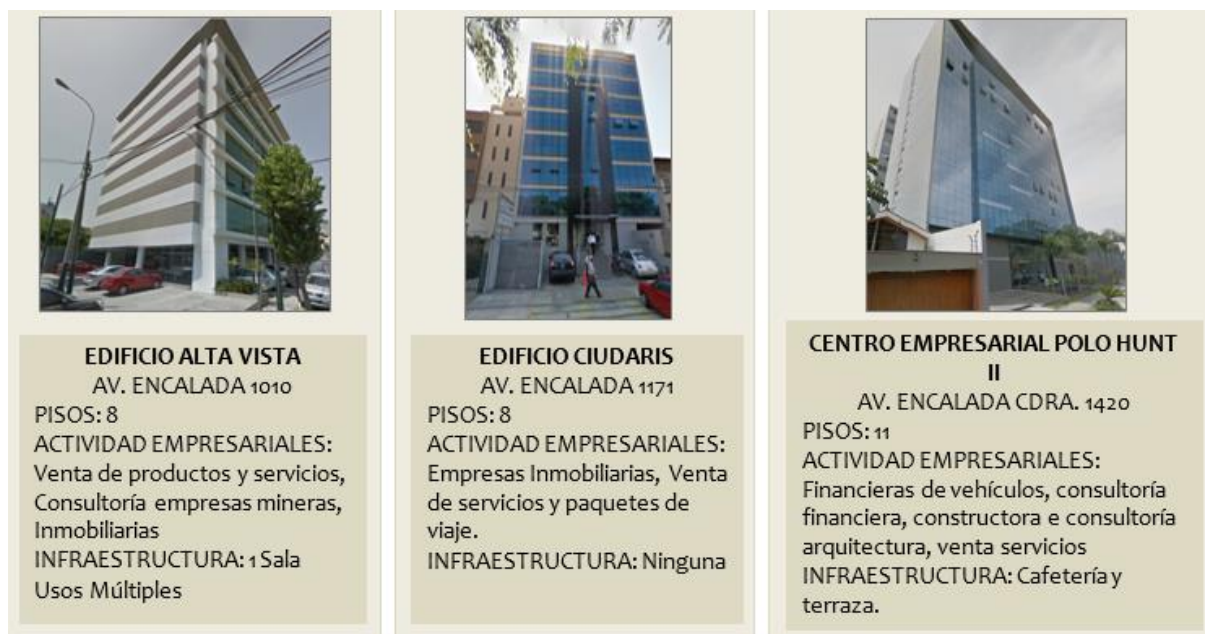 EDIFICIO ALTA VISTA
AV. ENCALADA 1010
PISOS: 8
ACTIVIDAD EMPRESARIALES:
Venta de productos y servicios,
Consultoría empresas mineras,
Inmobiliarias
INFRAESTRUCTURA: 1 Sala
Usos Múltiples
EDIFICIO CIUDARIS
AV. ENCALADA 1171
PISOS: 8
ACTIVIDAD EMPRESARIALES:
Empresas Inmobiliarias, Venta
de servicios y paquetes de
viaje.
INFRAESTRUCTURA: Ninguna
CENTRO EMPRESARIAL POLO HUNT
II
AV. ENCALADA CDRA. 1420
PISOS: 11
ACTIVIDAD EMPRESARIALES:
Financieras de vehículos, consultoría
financiera, constructora e consultoría
arquitectura, venta servicios
INFRAESTRUCTURA: Cafetería y
terraza.